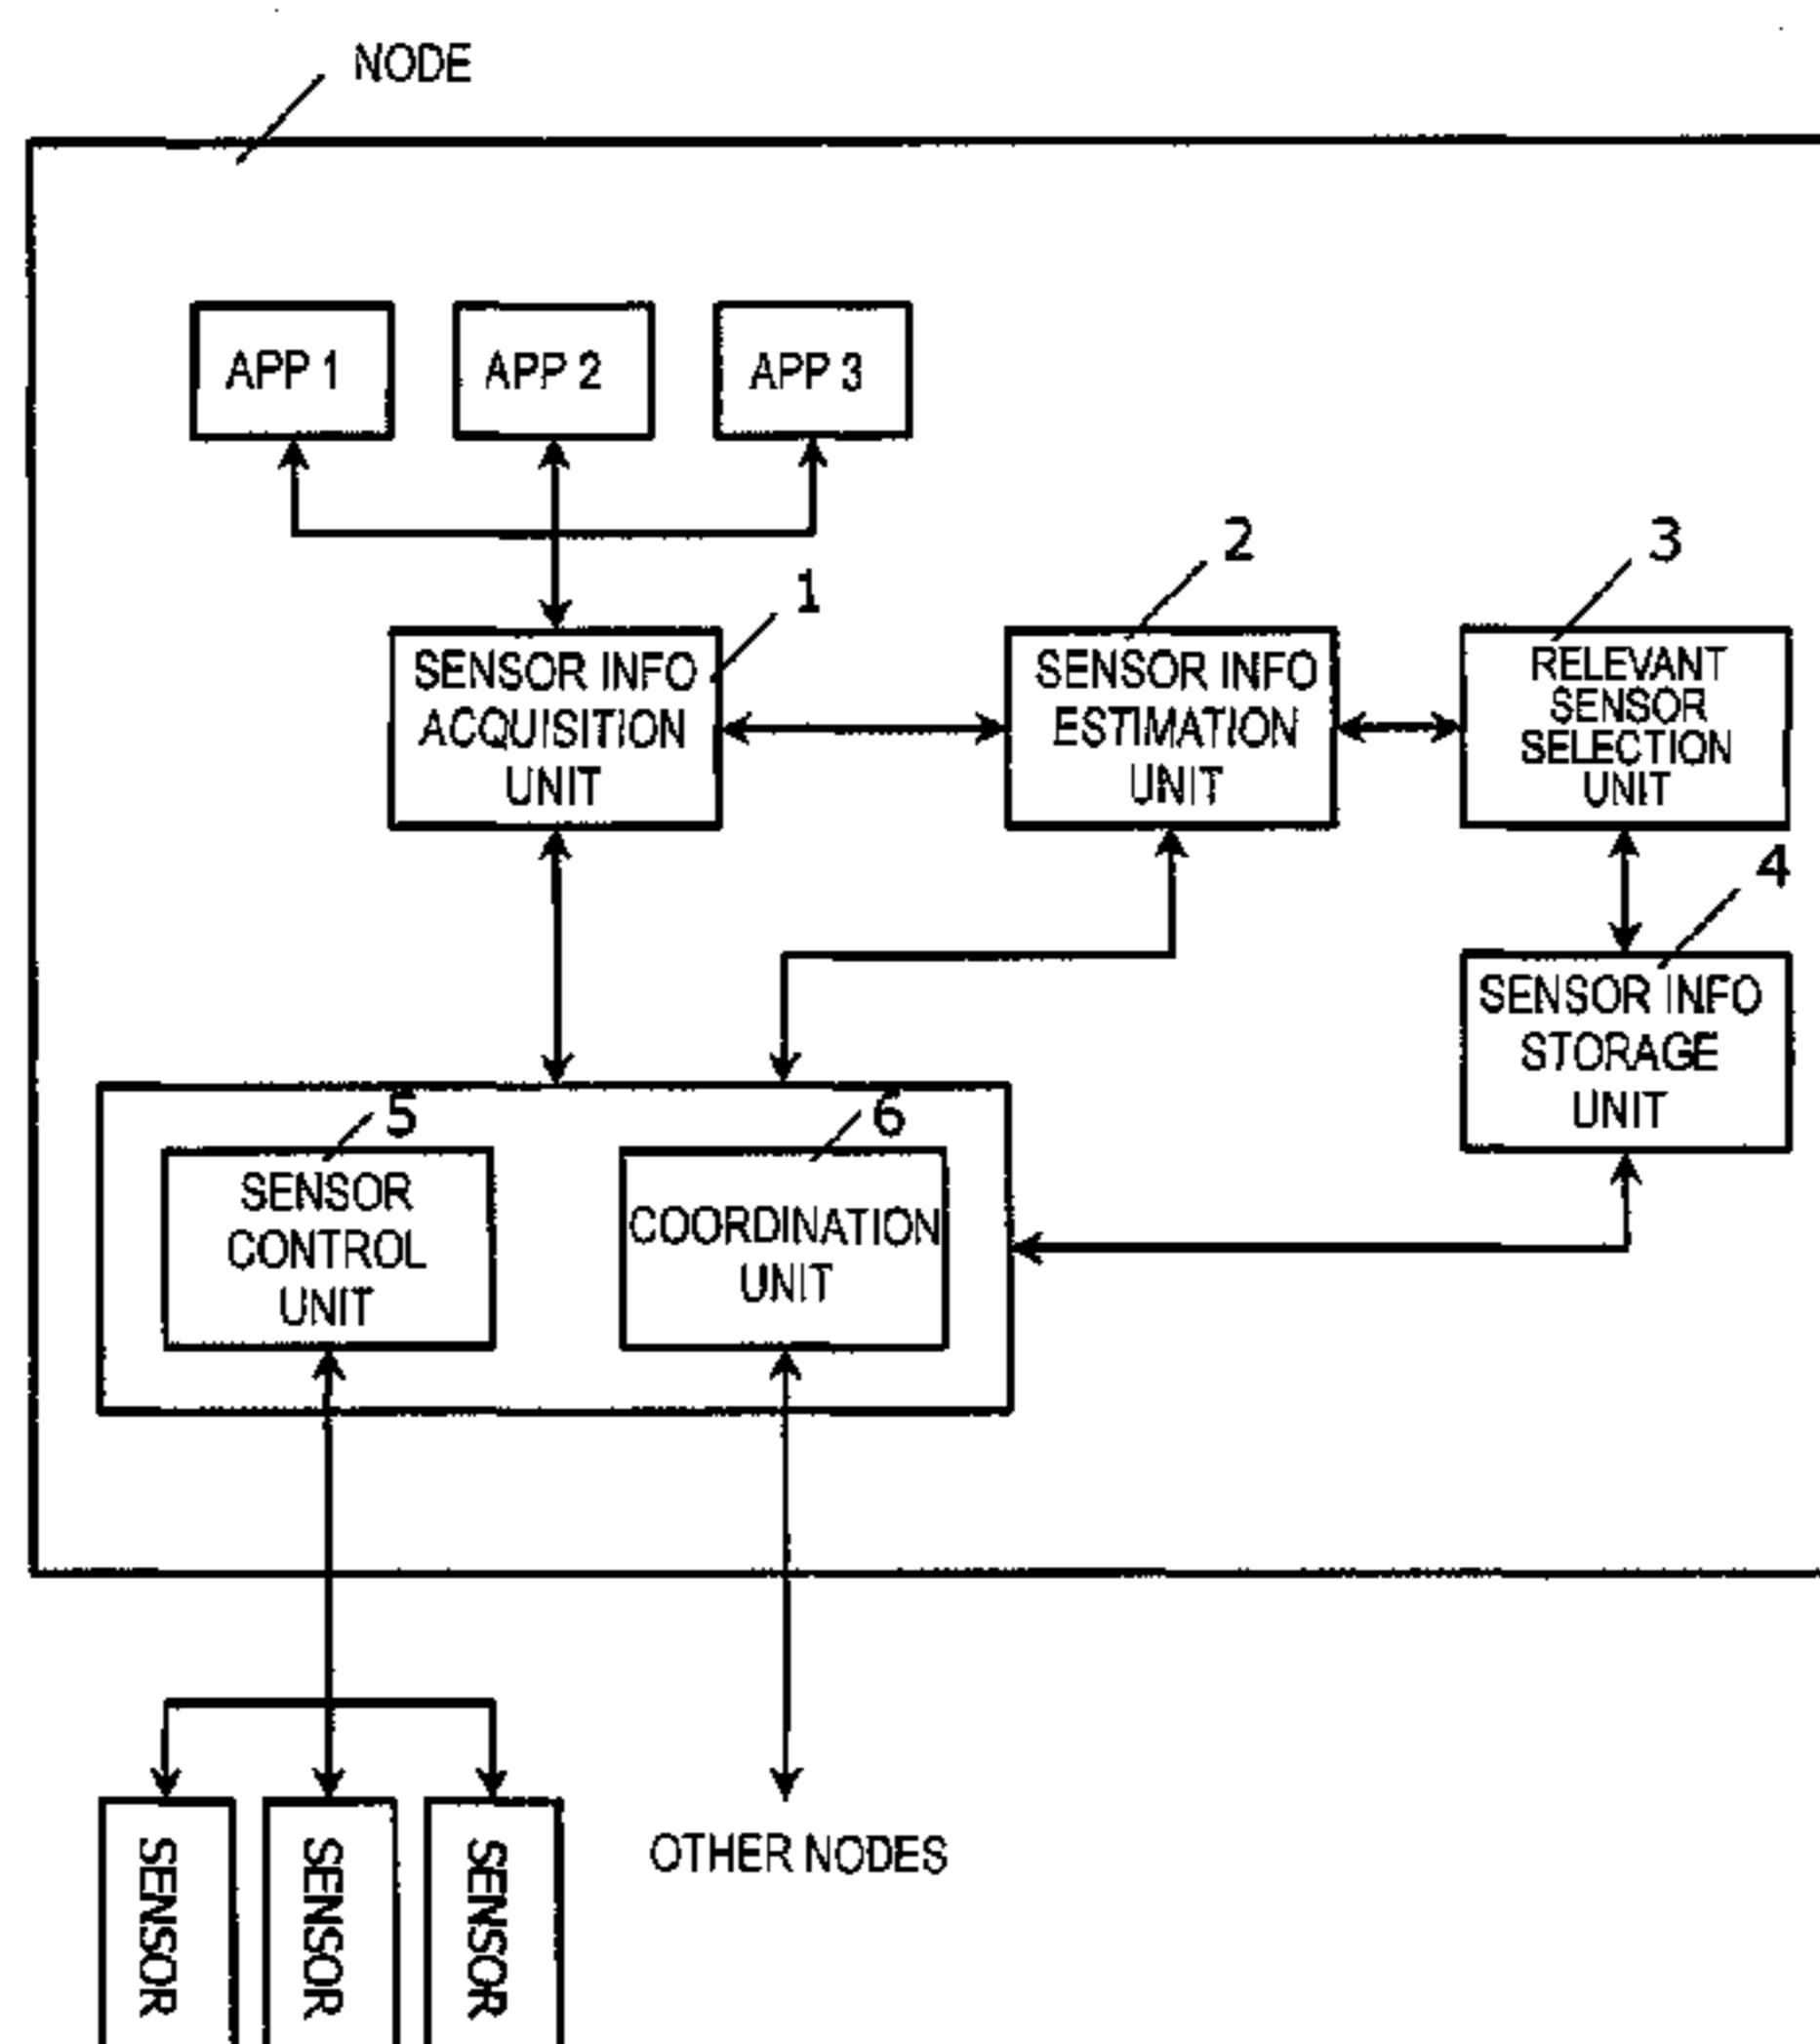 NODE
APP 1
APP 2
APP 3
1
2
3
SENSOR INFO
ACQUISITION
UNIT
SENSOR INFO
ESTIMATION
UNIT
RELEVANT
SENSOR
SELECTION
UNIT
4
SENSOR INFO
STORAGE
UNIT
5
6
SENSOR
CONTROL
UNIT
COORDINATION
UNIT
OTHER NODES
SENSOR
SENSOR
SENSOR